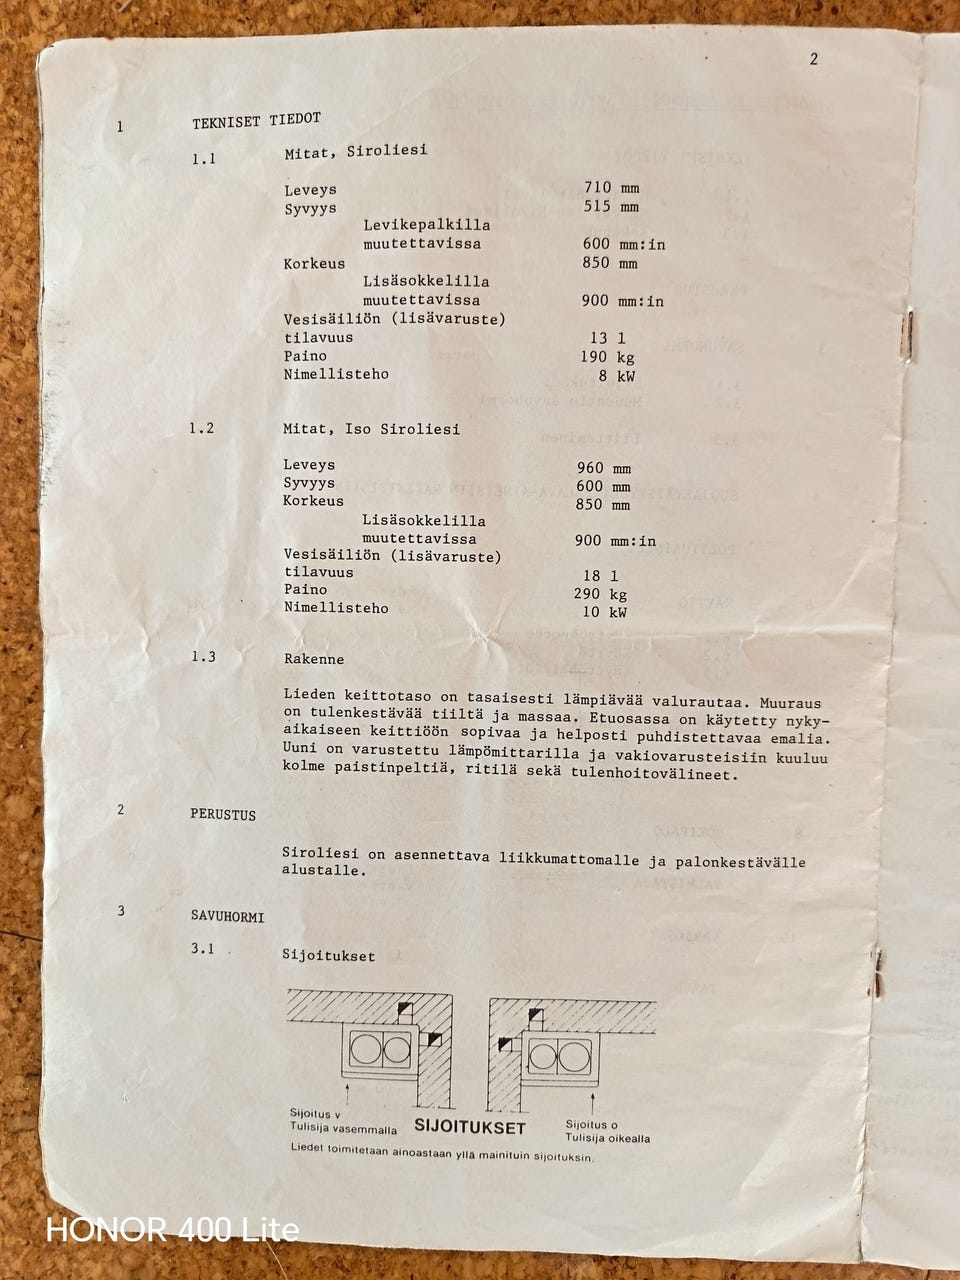 2
1 TEKNISET TIEDOT
1.1 Mitat, Siroliesi
Leveys 710 mm
Syvyys 515 mm
Levikepalkilla
muutettavissa 600 mm:in
Korkeus 850 mm
Lisäsokkelilla
muutettavissa 900 mm:in
Vesisäiliön (lisävaruste)
tilavuus 13 l
Paino 190 kg
Nimellisteho 8 kW
1.2 Mitat, Iso Siroliesi
Leveys 960 mm
Syvyys 600 mm
Korkeus 850 mm
Lisäsokkelilla
muutettavissa 900 mm:in
Vesisäiliön (lisävaruste)
tilavuus 18 l
Paino 290 kg
Nimellisteho 10 kW
1.3 Rakenne
Lieden keittotaso on tasaisesti lämpiävää valurautaa. Muuraus
on tulenkestävää tiiltä ja massaa. Etuosassa on käytetty nyky-
aikaiseen keittiöön sopivaa ja helposti puhdistettavaa emalia.
Uuni on varustettu lämpömittarilla ja vakiovarusteisiin kuuluu
kolme paistinpeltiä, ritilä sekä tulenhoitovälineet.
2 PERUSTUS
Siroliesi on asennettava liikkumattomalle ja palonkestävälle
alustalle.
3 SAVUHORMI
3.1 Sijoitukset
Sijoitus v
Tulisija vasemmalla
SIJOITUKSET
Sijoitus o
Tulisija oikealla
Liedet toimitetaan ainoastaan yllä mainituin sijoituksin.
HONOR 400 Lite